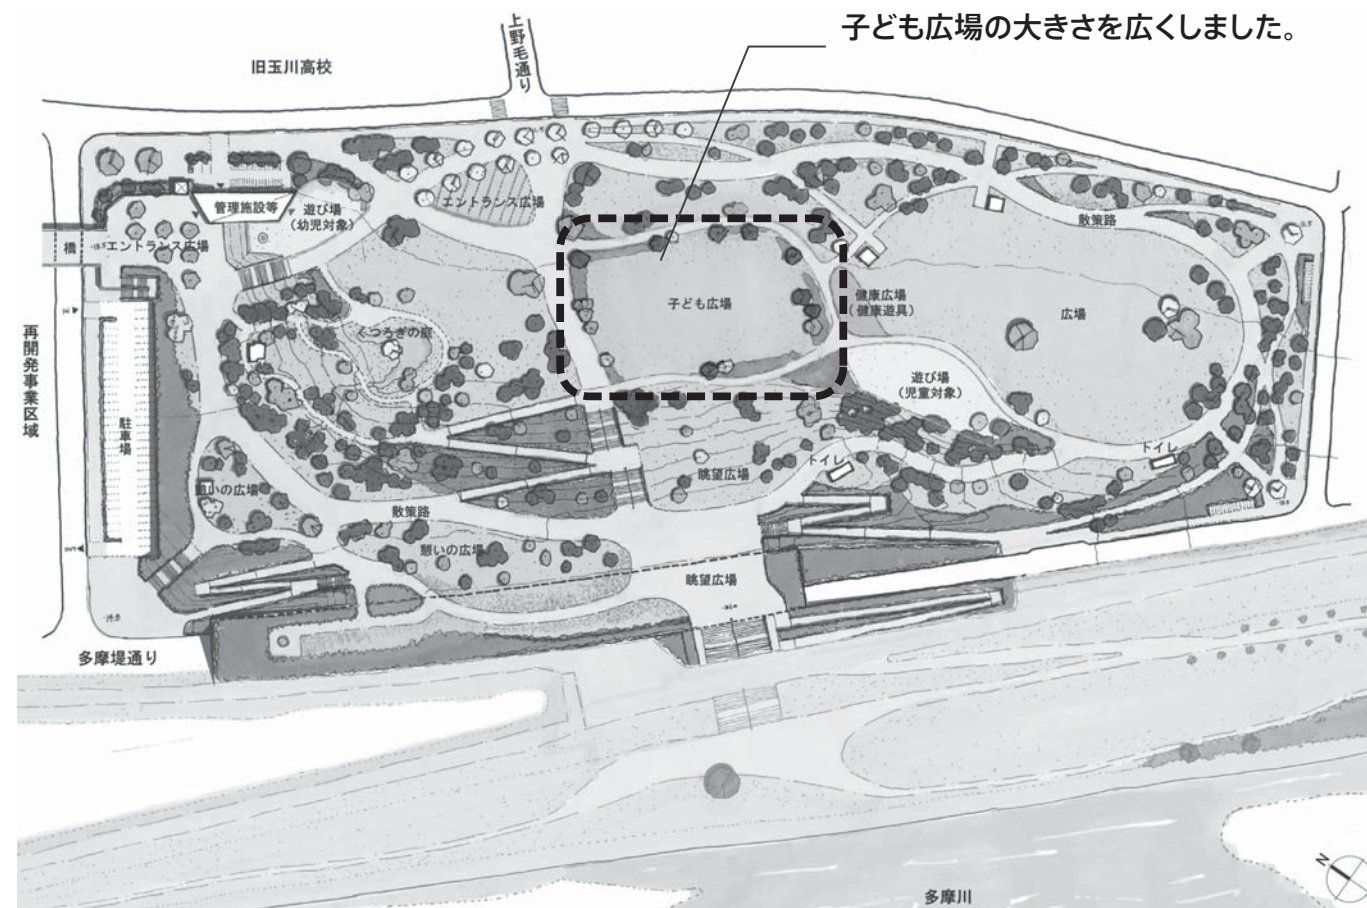 子ども広場の大きさを広くしました。
上野毛通り
旧玉川高校
管理施設等
遊び場
（幼児対象）
エントランス広場
散策路
橋
エントランス広場
子ども広場
健康広場
（健康遊具）
広場
再開発事業区域
くつろぎの庭
遊び場
（児童対象）
駐車場
トイレ
トイレ
眺望広場
憩いの広場
散策路
憩いの広場
眺望広場
多摩堤通り
N
多摩川